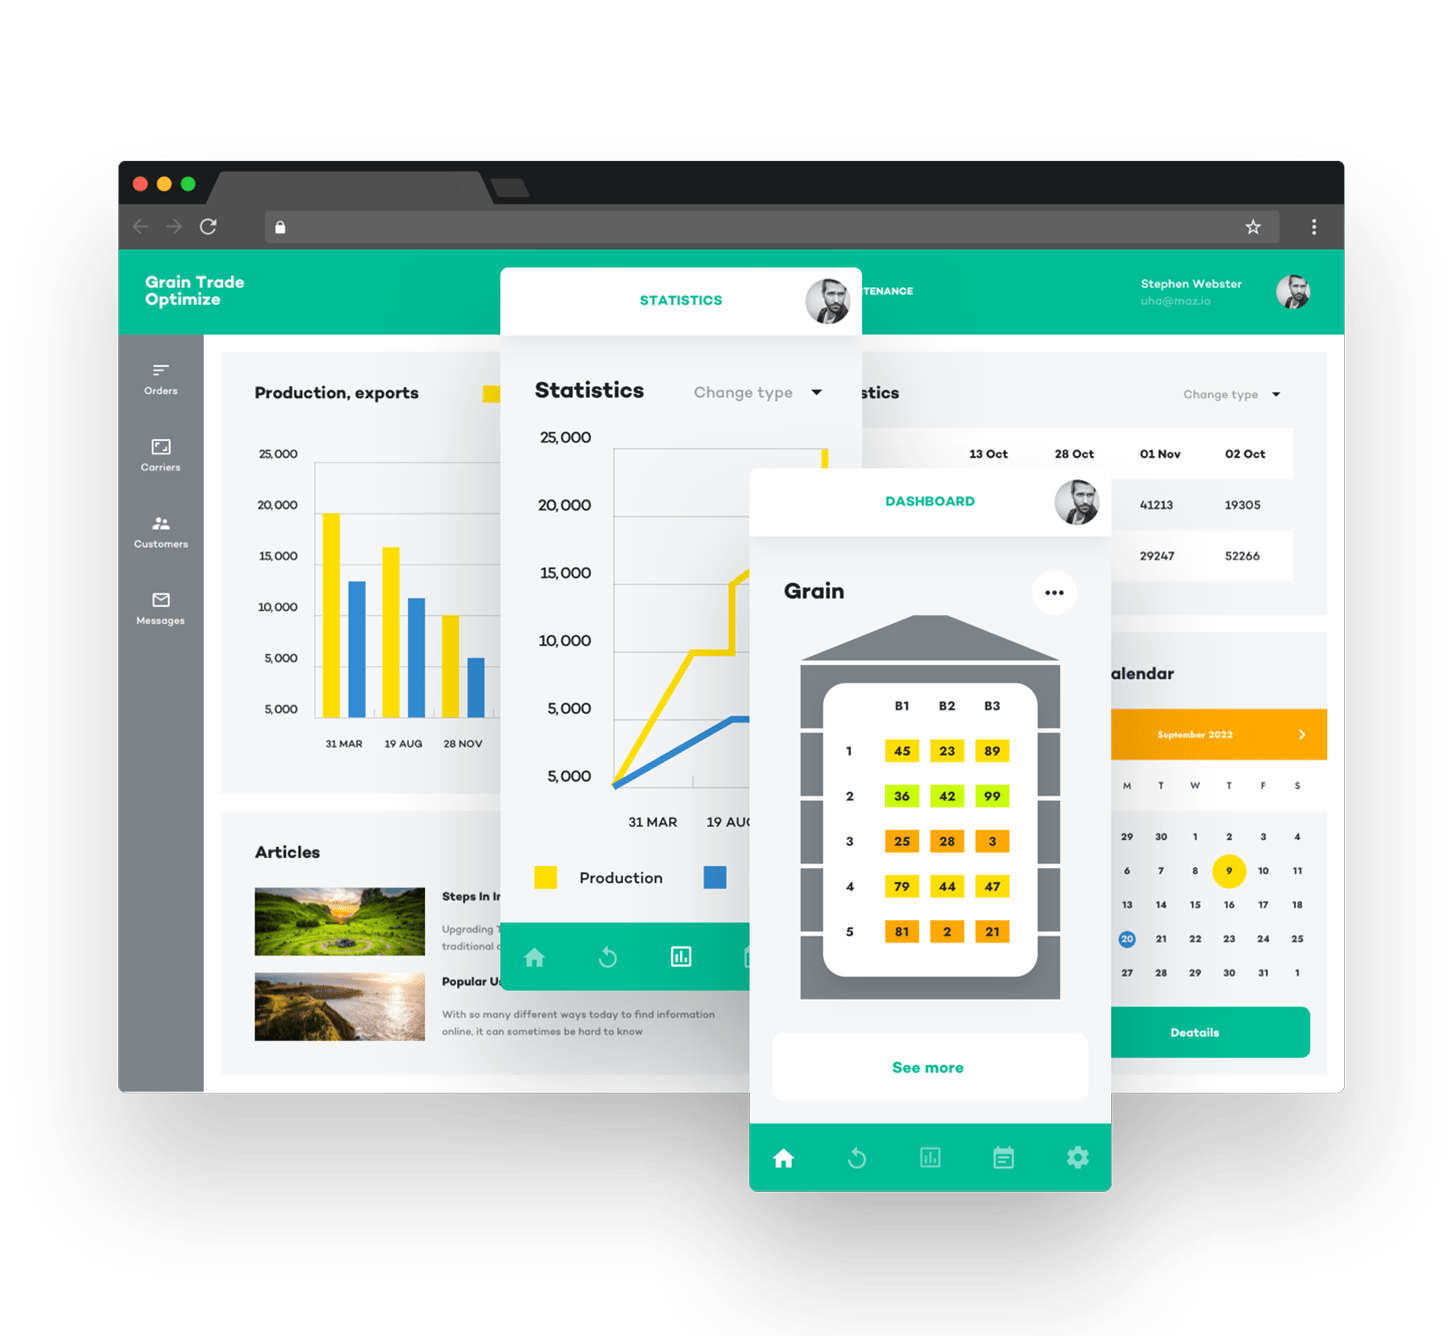 Grain Trade
Optimize
TENANCE
Stephen Webster
uha@maz.io
Orders
Carriers
Customers
Messages
Production, exports
25,000
20,000
15,000
10,000
5,000
5,000
31 MAR 19 AUG 28 NOV
Articles
Steps In
Upgrading
traditional
Popular
With so many different ways today to find information
online, it can sometimes be hard to know
STATISTICS
Statistics Change type
25,000
20,000
15,000
10,000
5,000
5,000
31 MAR 19 AUG
Production
stics Change type
13 Oct 28 Oct 01 Nov 02 Oct
41213 19305
29247 52266
DASHBOARD
Grain
B1 B2 B3
1 45 23 89
2 36 42 99
3 25 28 3
4 79 44 47
5 81 2 21
See more
alendar
September 2022
M T W T F S
29 30 1 2 3 4
6 7 8 9 10 11
13 14 15 16 17 18
20 21 22 23 24 25
27 28 29 30 31 1
Deatails